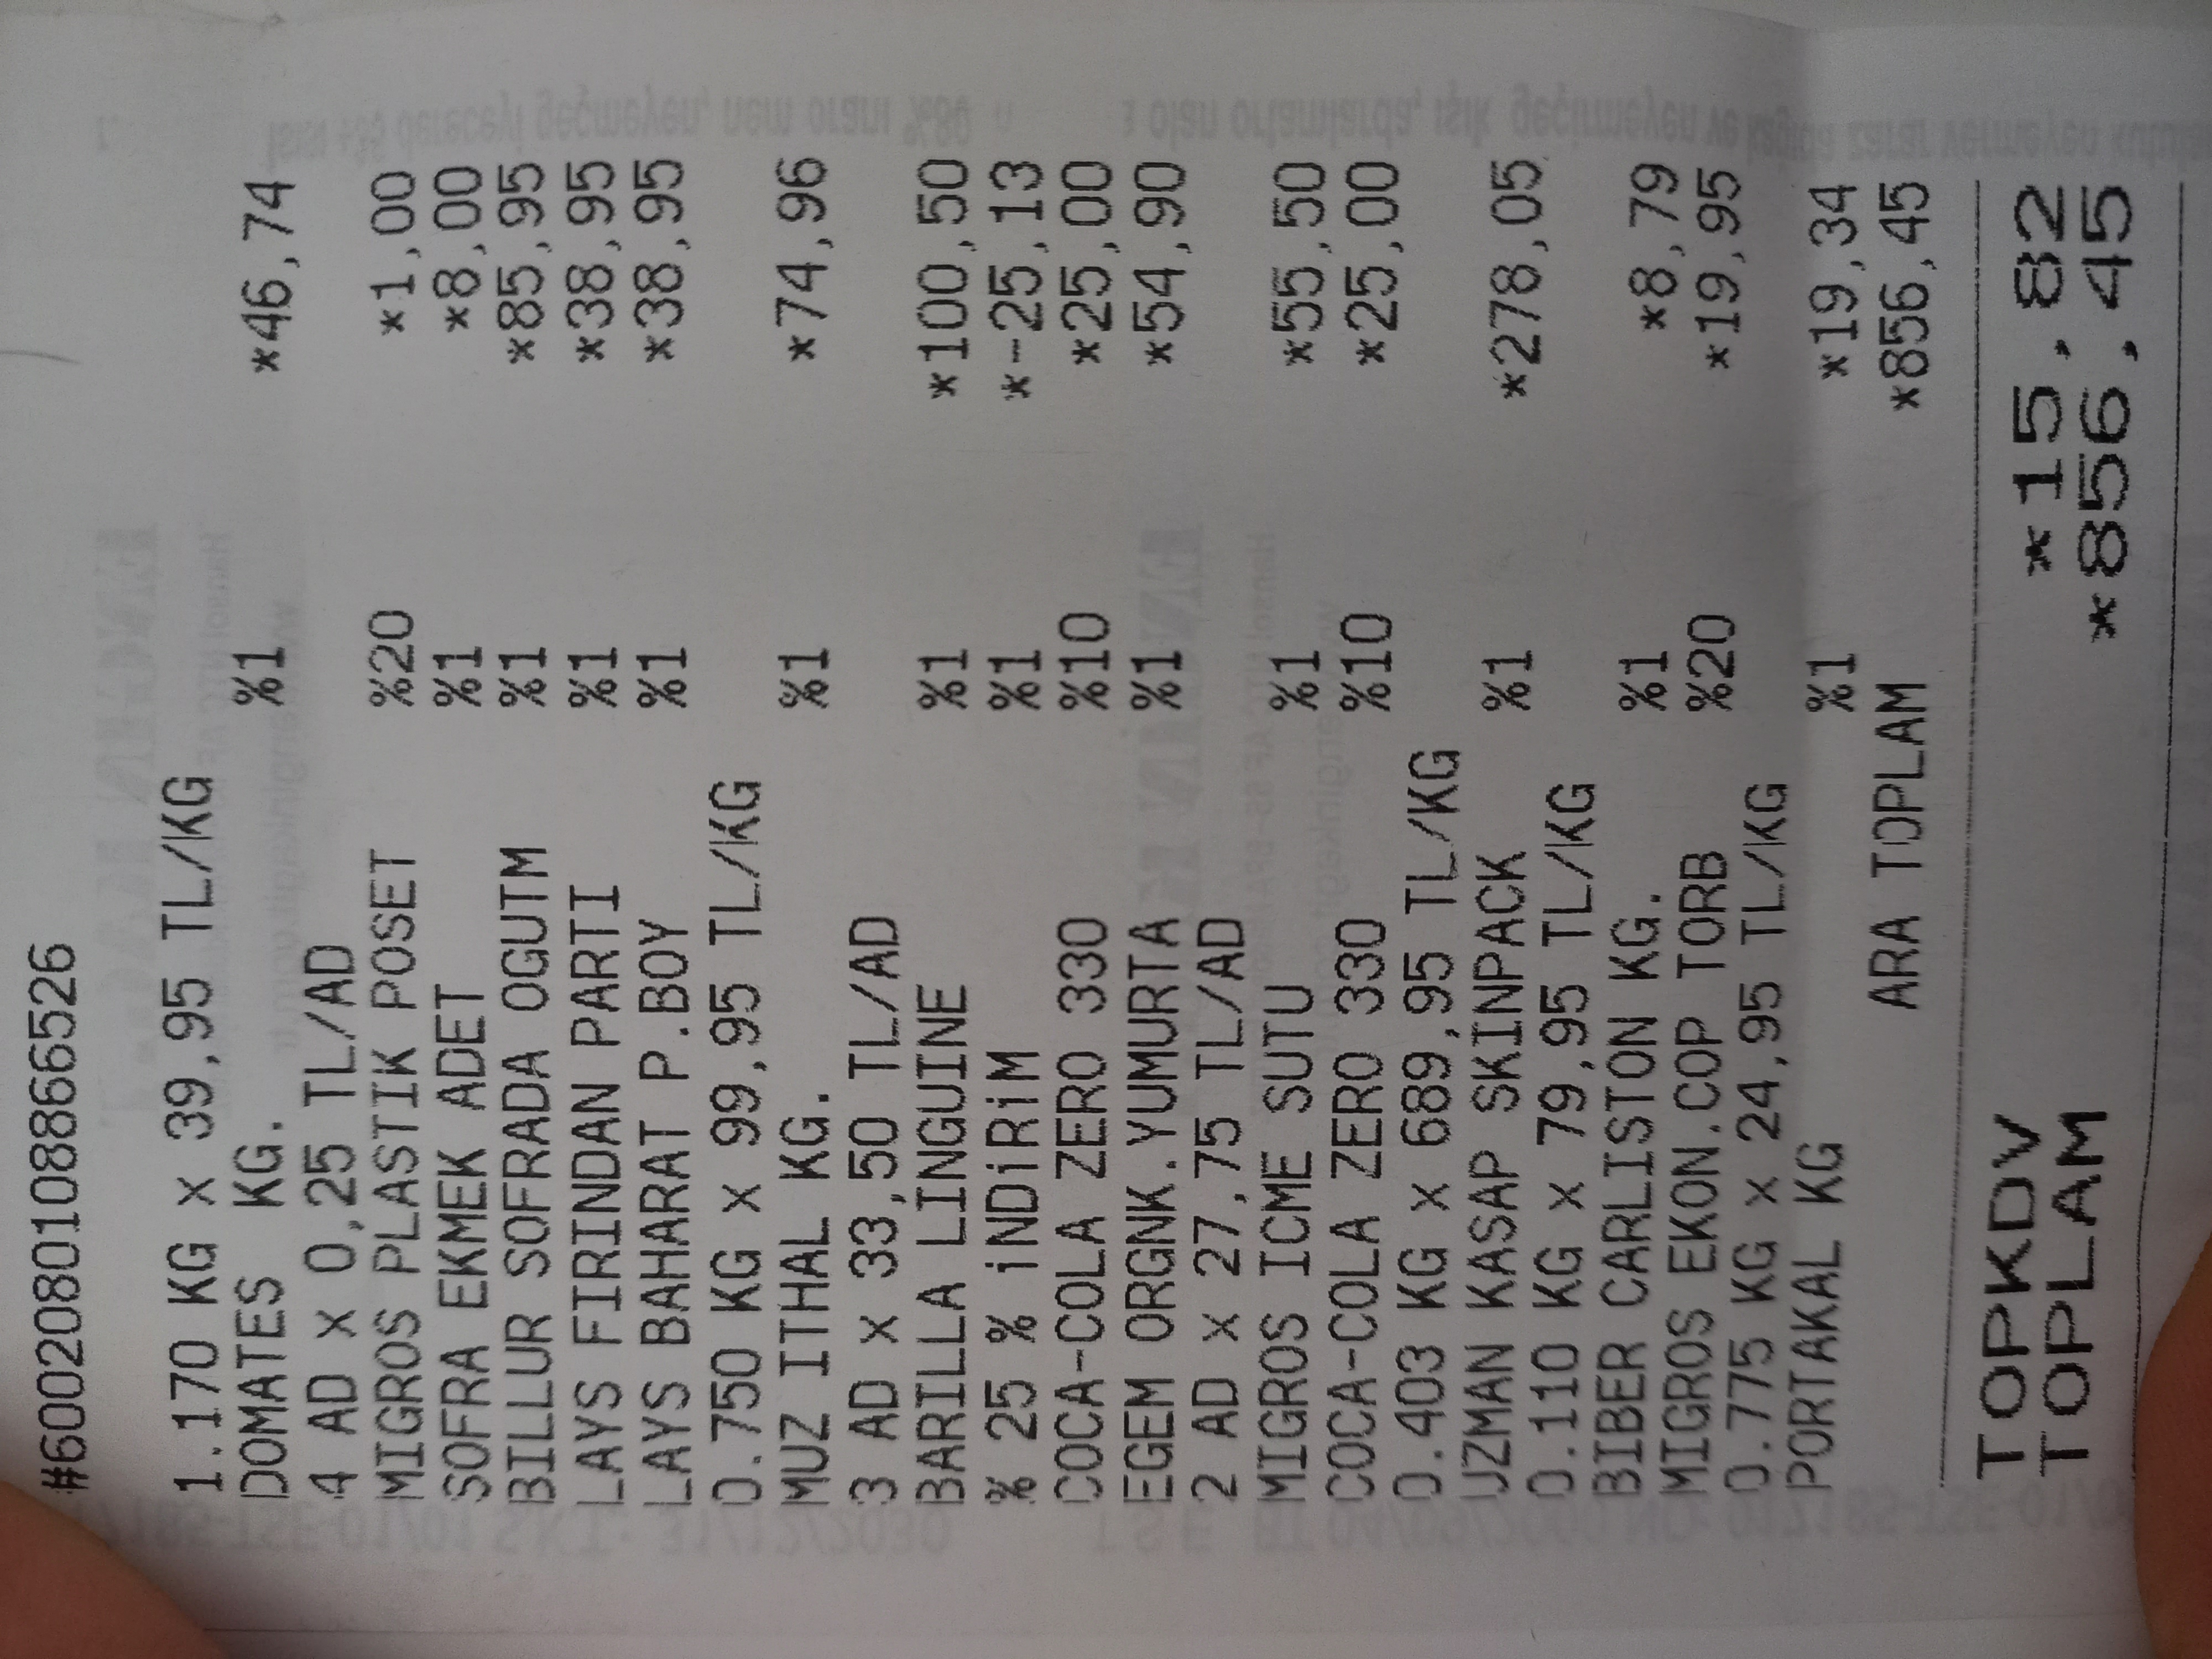 #6002080108866526
1.170 KG x 39,95 TL/KG
DOMATES KG. %1 *46,74
4 AD x 0,25 TL/AD
MIGROS PLASTIK POSET %20 *1,00
SOFRA EKMEK ADET %1 *8,00
BILLUR SOFRADA OGUTM %1 *85,95
LAYS FIRINDAN PARTI %1 *38,95
LAYS BAHARAT P.BOY %1 *38,95
0.750 KG x 99,95 TL/KG
MUZ ITHAL KG. %1 *74,96
3 AD x 33,50 TL/AD
BARILLA LINGUINE %1 *100,50
% 25 % iNDiRiM %1 *-25,13
COCA-COLA ZERO 330 %10 *25,00
EGEM ORGNK.YUMURTA %1 *54,90
2 AD x 27,75 TL/AD
MIGROS ICME SUTU %1 *55,50
COCA-COLA ZERO 330 %10 *25,00
0.403 KG x 689,95 TL/KG
UZMAN KASAP SKINPACK %1 *278,05
0.110 KG x 79,95 TL/KG
BIBER CARLISTON KG. %1 *8,79
MIGROS EKON.COP TORB %20 *19,95
0.775 KG x 24,95 TL/KG
PORTAKAL KG %1 *19,34
ARA TOPLAM *856,45
TOPKDV *15,82
TOPLAM *856,45